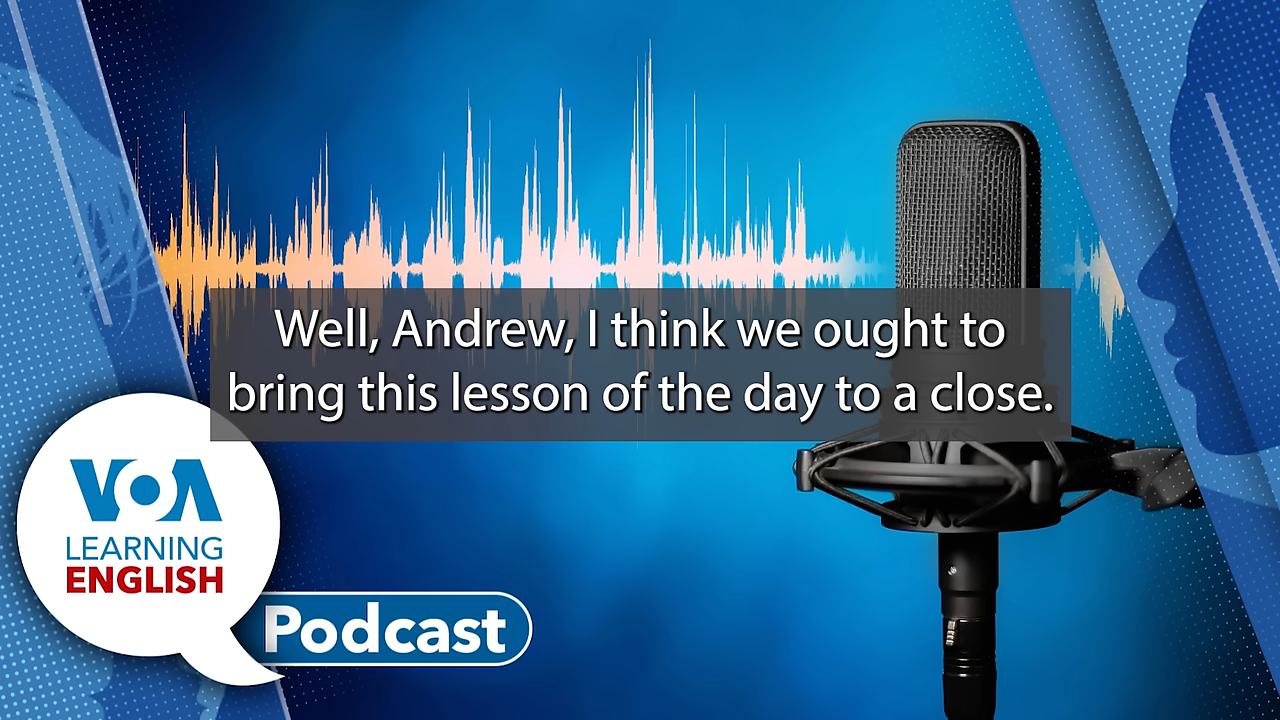 Well, Andrew, I think we ought to
bring this lesson of the day to a close.
VOA
LEARNING
ENGLISH
Podcast